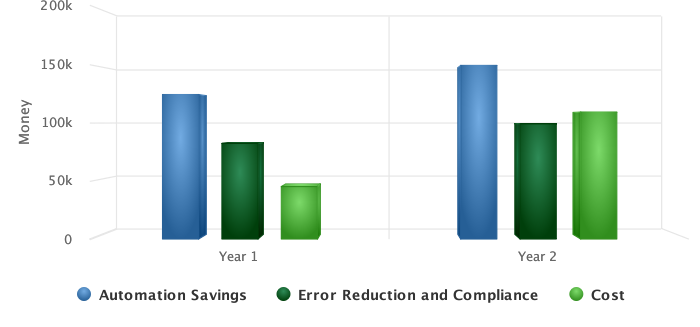 200k
150k
100k
50k
0
Money
Year 1
Year 2
Automation Savings
Error Reduction and Compliance
Cost